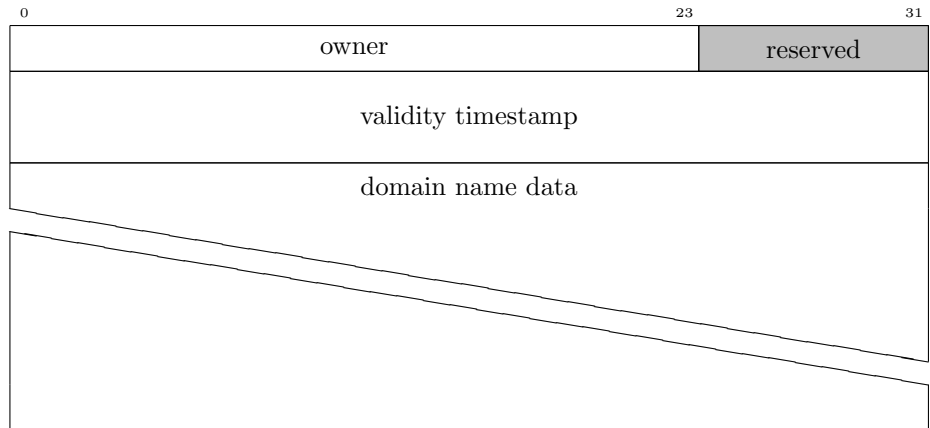 0 23 31
owner reserved
validity timestamp
domain name data